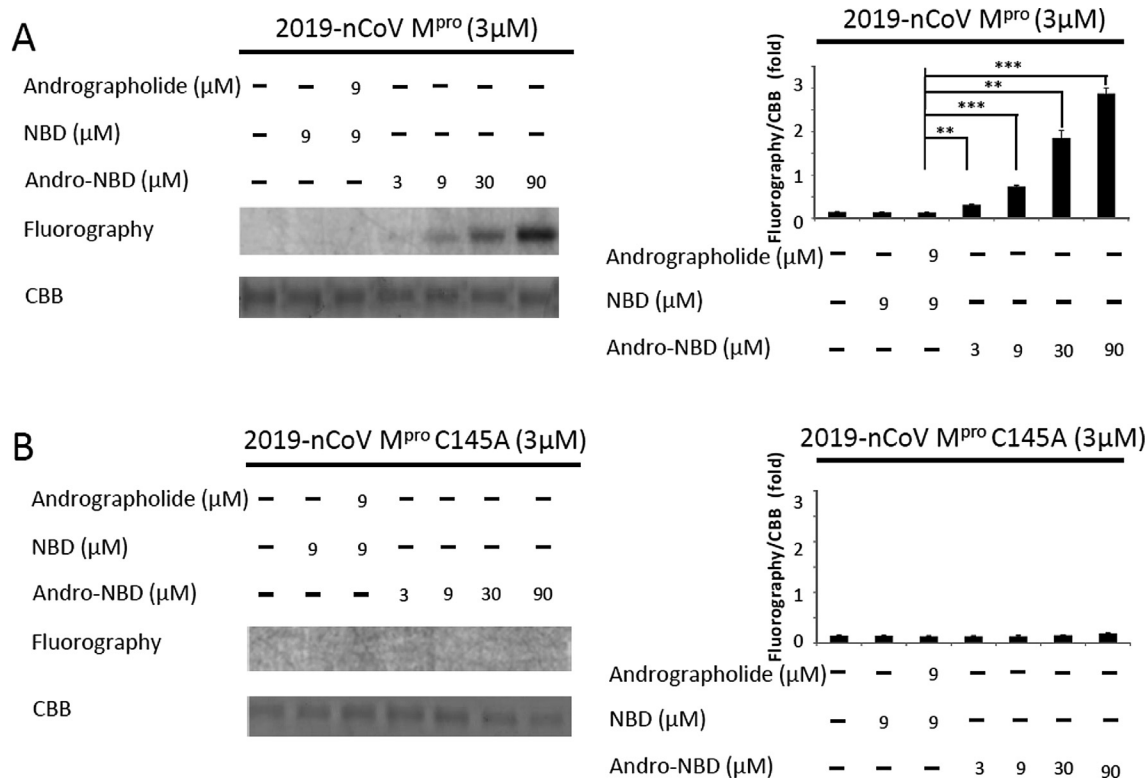 A
2019-nCoV Mᵖʳᵒ (3μM)
Andrographolide (μM) – – 9 – – – –
NBD (μM) – 9 9 – – – –
Andro-NBD (μM) – – – 3 9 30 90
Fluorography
CBB
2019-nCoV Mᵖʳᵒ (3μM)
Fluorography/CBB (fold)
3
2
1
0
***
**
***
**
Andrographolide (μM) – – 9 – – – –
NBD (μM) – 9 9 – – – –
Andro-NBD (μM) – – – 3 9 30 90
B
2019-nCoV Mᵖʳᵒ C145A (3μM)
Andrographolide (μM) – – 9 – – – –
NBD (μM) – 9 9 – – – –
Andro-NBD (μM) – – – 3 9 30 90
Fluorography
CBB
2019-nCoV Mᵖʳᵒ C145A (3μM)
Fluorography/CBB (fold)
3
2
1
0
Andrographolide (μM) – – 9 – – – –
NBD (μM) – 9 9 – – – –
Andro-NBD (μM) – – – 3 9 30 90